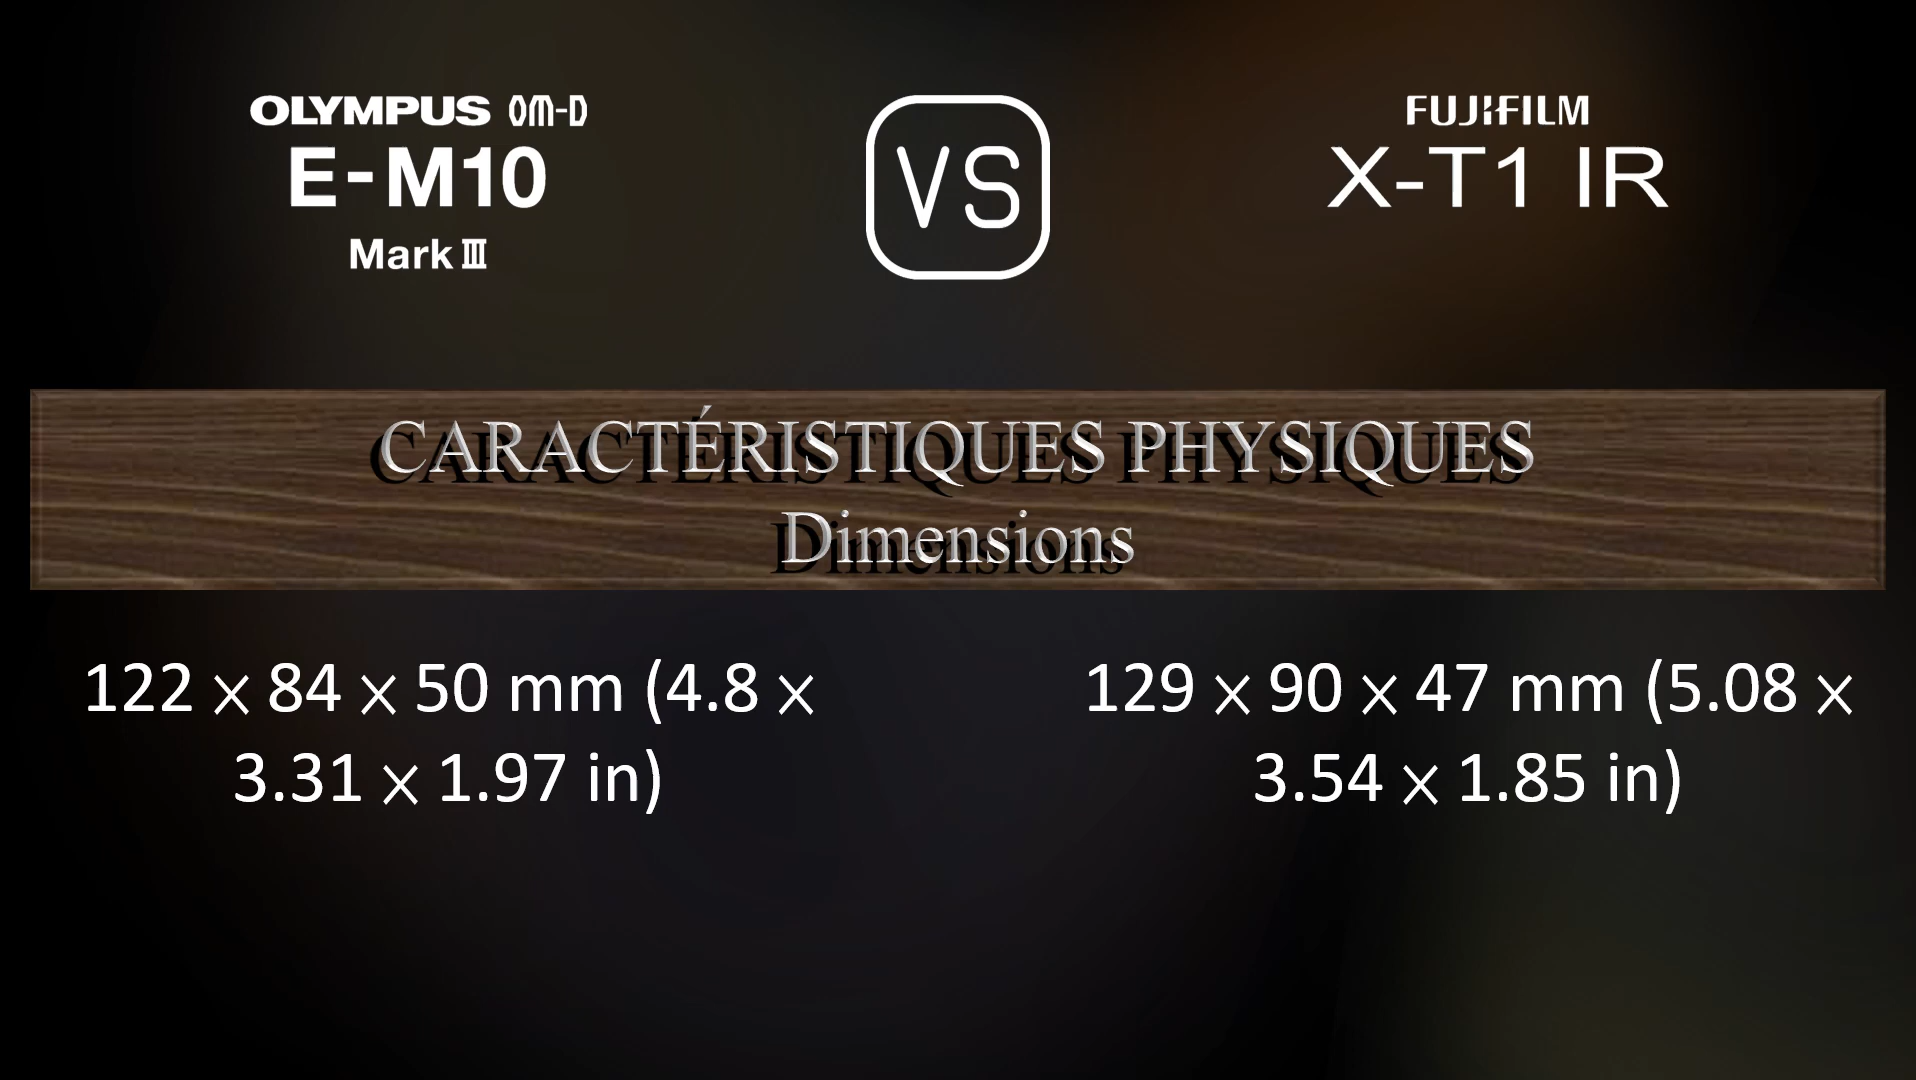 OLYMPUS OM-D
E-M10
Mark III
VS
FUJIFILM
X-T1 IR
CARACTÉRISTIQUES PHYSIQUES
Dimensions
122 x 84 x 50 mm (4.8 x
3.31 x 1.97 in)
129 x 90 x 47 mm (5.08 x
3.54 x 1.85 in)